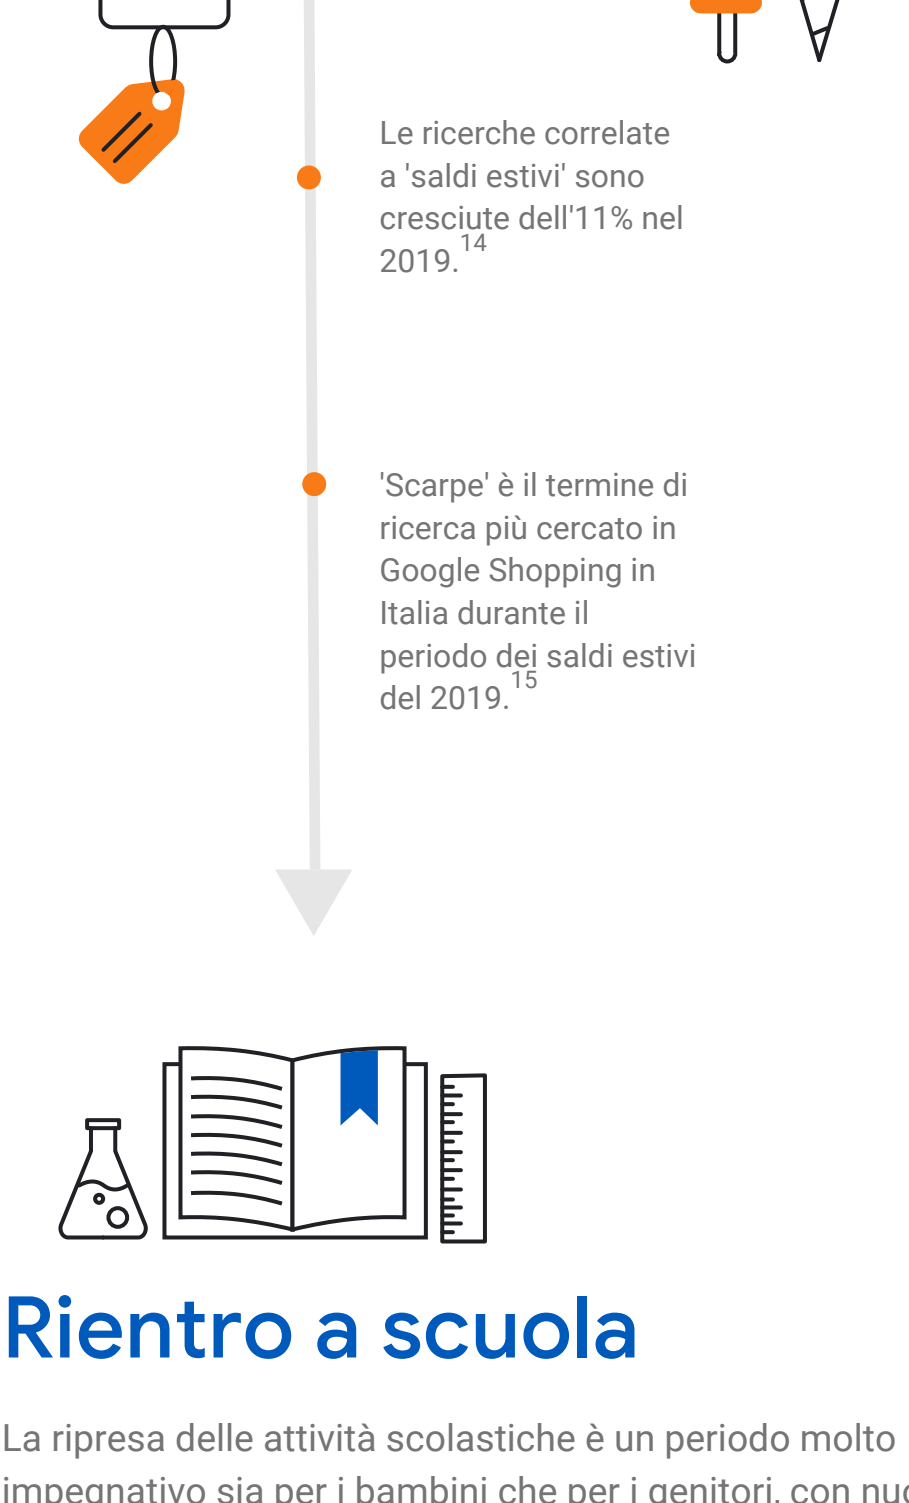 Le ricerche correlate
a 'saldi estivi' sono
cresciute dell'11% nel
2019.14
'Scarpe' è il termine di
ricerca più cercato in
Google Shopping in
Italia durante il
periodo dei saldi estivi
del 2019.15
Rientro a scuola
La ripresa delle attività scolastiche è un periodo molto
impegnativo sia per i bambini che per i genitori, con